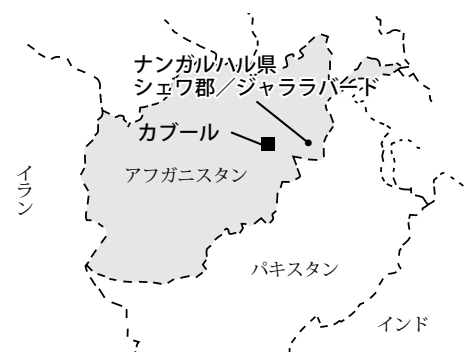 ナンガルハル県
シェワ郡／ジャララバード
カブール
アフガニスタン
イラン
パキスタン
インド